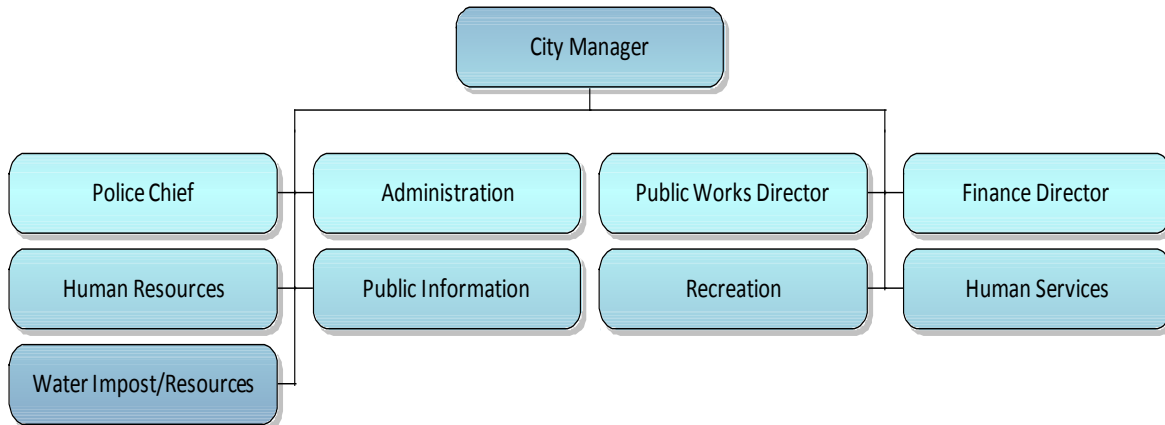 City Manager
Police Chief
Administration
Public Works Director
Finance Director
Human Resources
Public Information
Recreation
Human Services
Water Impost/Resources